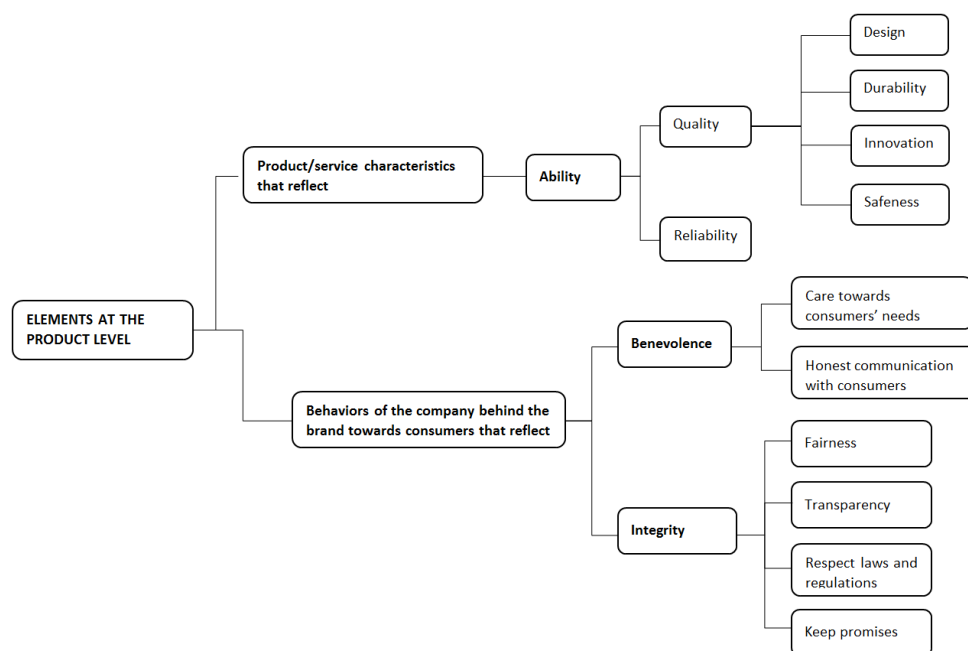 Design
Durability
Quality
Innovation
Product/service characteristics
that reflect
Ability
Safeness
Reliability
ELEMENTS AT THE
PRODUCT LEVEL
Care towards
consumers’ needs
Benevolence
Honest communication
with consumers
Behaviors of the company behind the
brand towards consumers that reflect
Fairness
Transparency
Integrity
Respect laws and
regulations
Keep promises